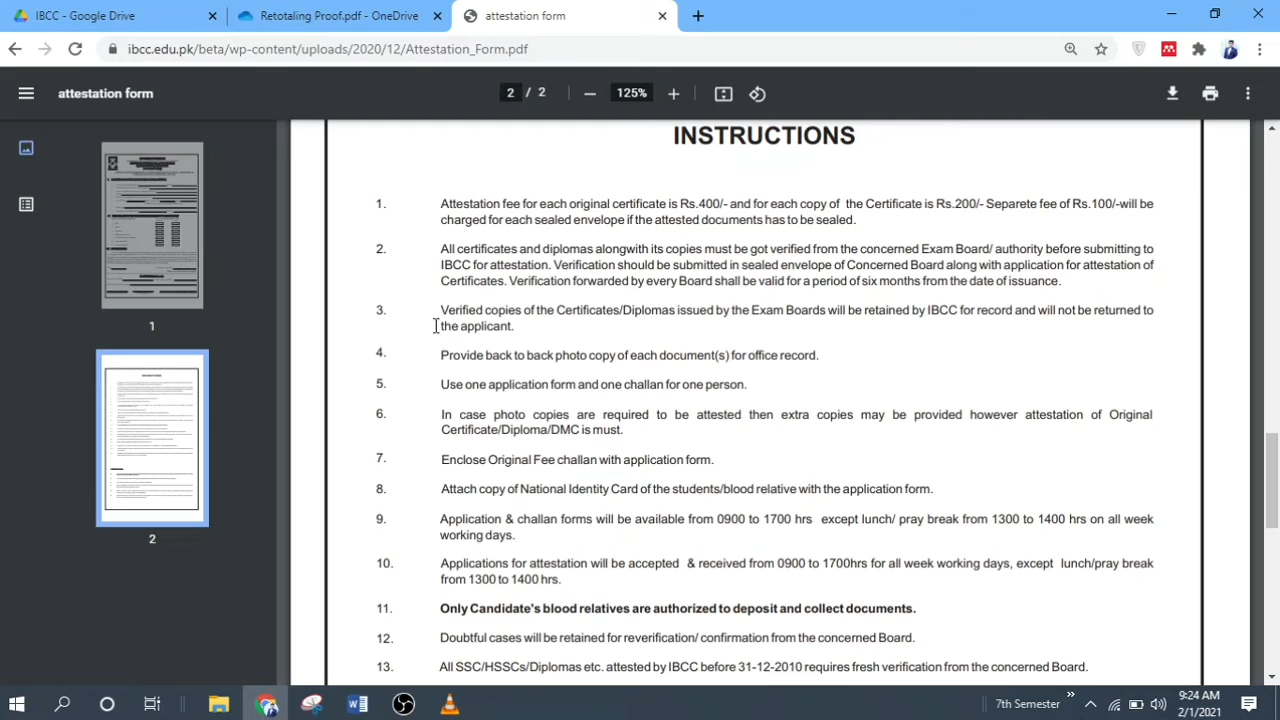 IBCC - Google Drive
Retotaling Proof.pdf - OneDrive
attestation form
ibcc.edu.pk/beta/wp-content/uploads/2020/12/Attestation_Form.pdf
attestation form
2 / 2
125%
INSTRUCTIONS
1. Attestation fee for each original certificate is Rs.400/- and for each copy of the Certificate is Rs.200/- Separete fee of Rs.100/-will be
charged for each sealed envelope if the attested documents has to be sealed.
2. All certificates and diplomas alongwith its copies must be got verified from the concerned Exam Board/ authority before submitting to
IBCC for attestation. Verification should be submitted in sealed envelope of Concerned Board along with application for attestation of
Certificates. Verification forwarded by every Board shall be valid for a period of six months from the date of issuance.
3. Verified copies of the Certificates/Diplomas issued by the Exam Boards will be retained by IBCC for record and will not be returned to
the applicant.
4. Provide back to back photo copy of each document(s) for office record.
5. Use one application form and one challan for one person.
6. In case photo copies are required to be attested then extra copies may be provided however attestation of Original
Certificate/Diploma/DMC is must.
7. Enclose Original Fee challan with application form.
8. Attach copy of National Identity Card of the students/blood relative with the application form.
9. Application & challan forms will be available from 0900 to 1700 hrs except lunch/ pray break from 1300 to 1400 hrs on all week
working days.
10. Applications for attestation will be accepted & received from 0900 to 1700hrs for all week working days, except lunch/pray break
from 1300 to 1400 hrs.
11. Only Candidate's blood relatives are authorized to deposit and collect documents.
12. Doubtful cases will be retained for reverification/ confirmation from the concerned Board.
13. All SSC/HSSCs/Diplomas etc. attested by IBCC before 31-12-2010 requires fresh verification from the concerned Board.
1
2
7th Semester
9:24 AM
2/1/2021